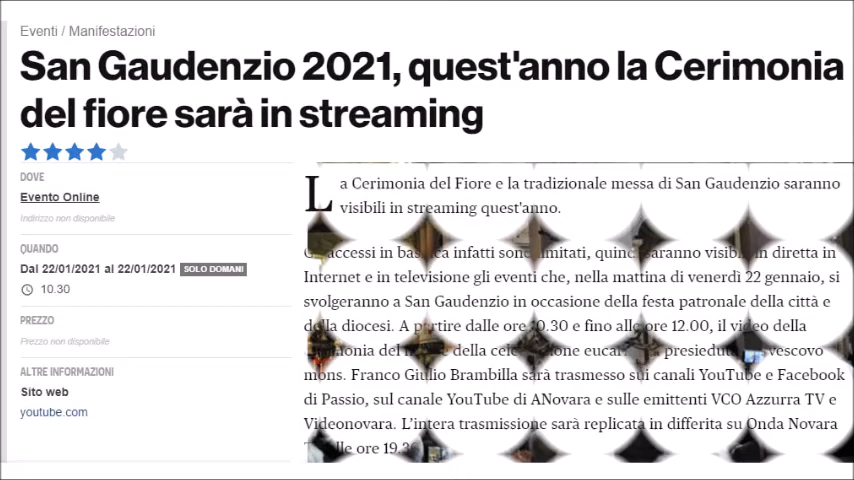 Eventi / Manifestazioni
San Gaudenzio 2021, quest'anno la Cerimonia
del fiore sarà in streaming
DOVE
Evento Online
Indirizzo non disponibile
QUANDO
Dal 22/01/2021 al 22/01/2021 SOLO DOMANI
10.30
PREZZO
Prezzo non disponibile
ALTRE INFORMAZIONI
Sito web
youtube.com
La Cerimonia del Fiore e la tradizionale messa di San Gaudenzio saranno
visibili in streaming quest'anno.
accessi in basilica infatti sono limitati, quindi saranno visibili in diretta in
Internet e in televisione gli eventi che, nella mattina di venerdì 22 gennaio, si
svolgeranno a San Gaudenzio in occasione della festa patronale della città e
della diocesi. A partire dalle ore 10.30 e fino alle ore 12.00, il video della
del della presieduta vescovo
mons. Franco Giulio Brambilla sarà trasmesso sui canali YouTube e Facebook
di Passio, sul canale YouTube di ANovara e sulle emittenti VCO Azzurra TV e
Videonovara. L'intera trasmissione sarà replicata in differita su Onda Novara
ore 19.30